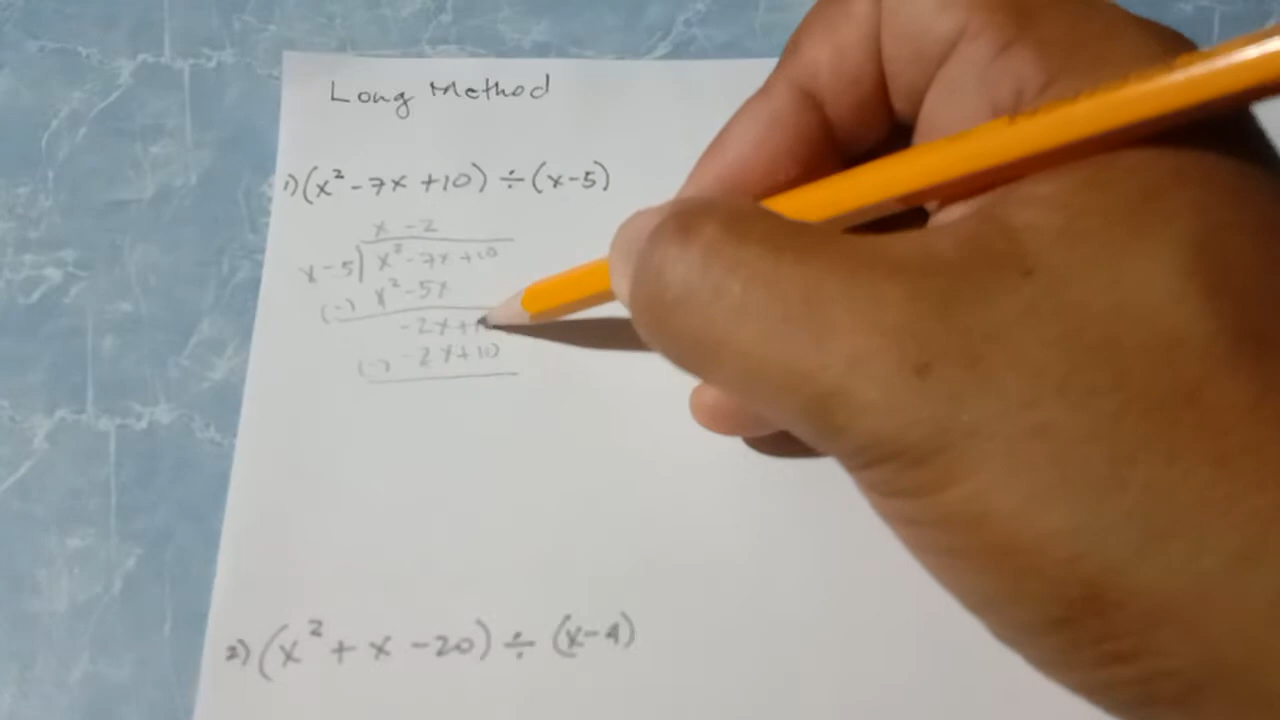 Long Method
1) (x² - 7x + 10) ÷ (x-5)
x - 2
x-5) x² - 7x + 10
(-) x² - 5x
-2x + 10
(-) -2x + 10
2) (x² + x - 20) ÷ (x-4)